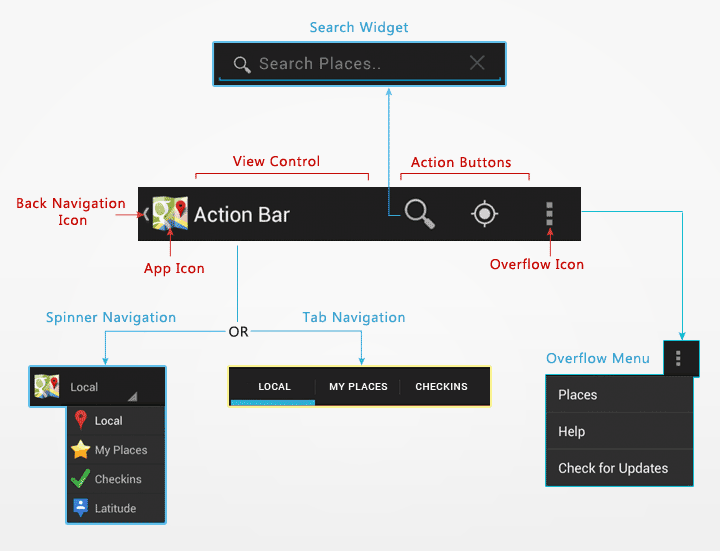 Search Widget
Search Places..
View Control
Action Buttons
Back Navigation
Icon
Action Bar
App Icon
Overflow Icon
Spinner Navigation
OR
Tab Navigation
Overflow Menu
Local
LOCAL
MY PLACES
CHECKINS
Local
My Places
Checkins
Latitude
Places
Help
Check for Updates